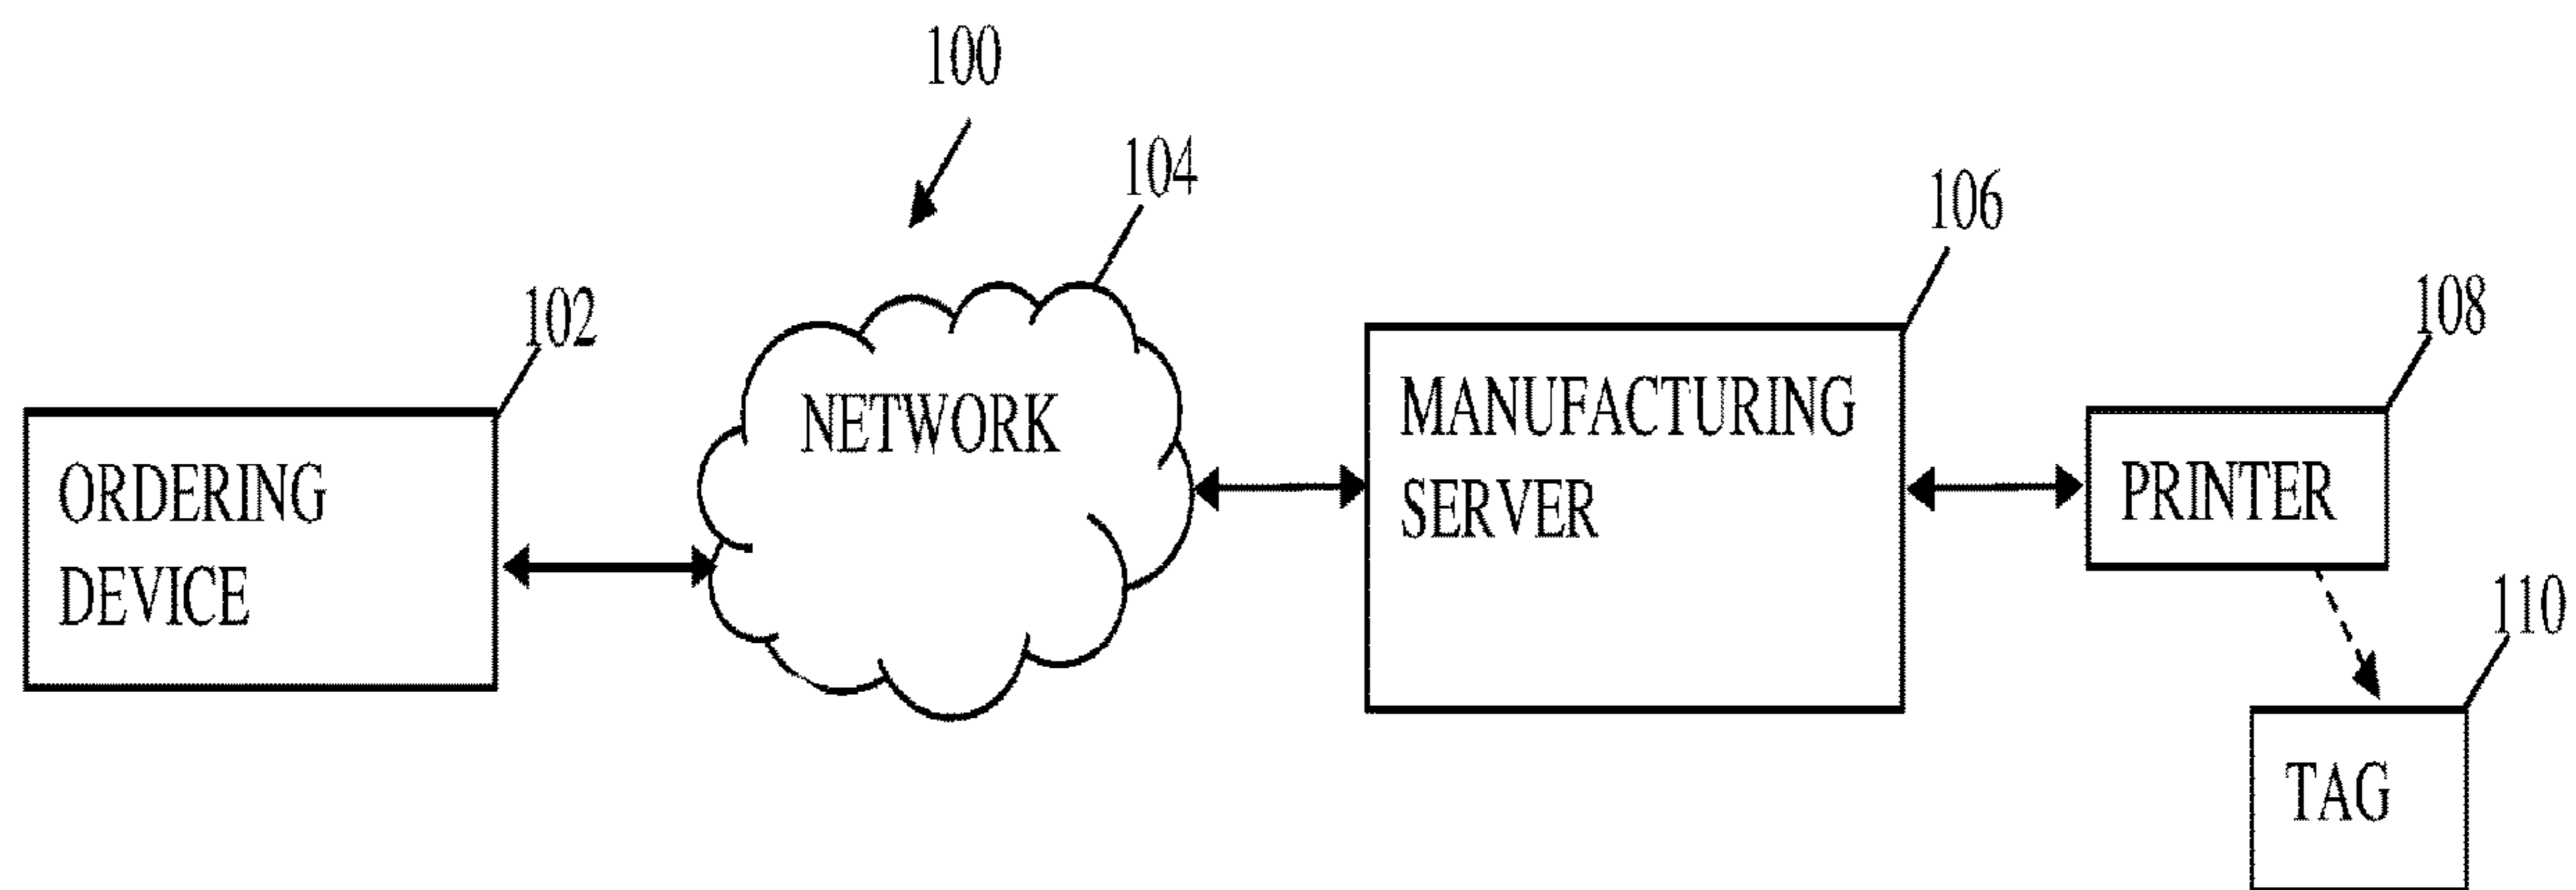 100
104
106
102
108
NETWORK
MANUFACTURING
SERVER
ORDERING
DEVICE
PRINTER
110
TAG